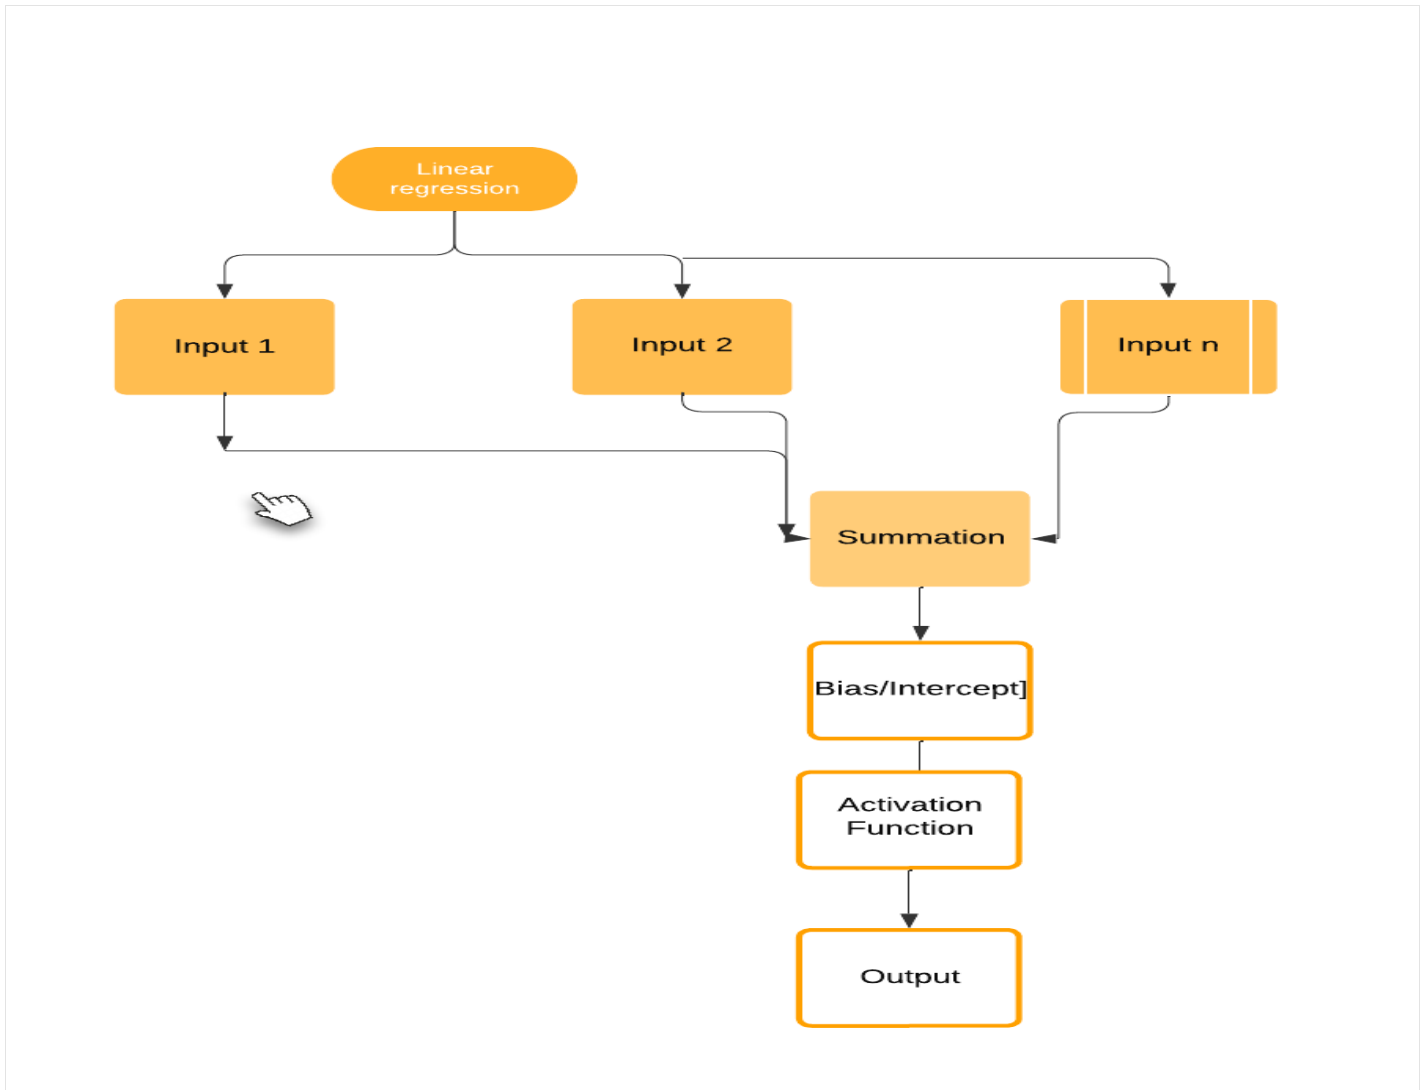 Linear
regression
Input 1
Input 2
Input n
Summation
Bias/Intercept]
Activation
Function
Output